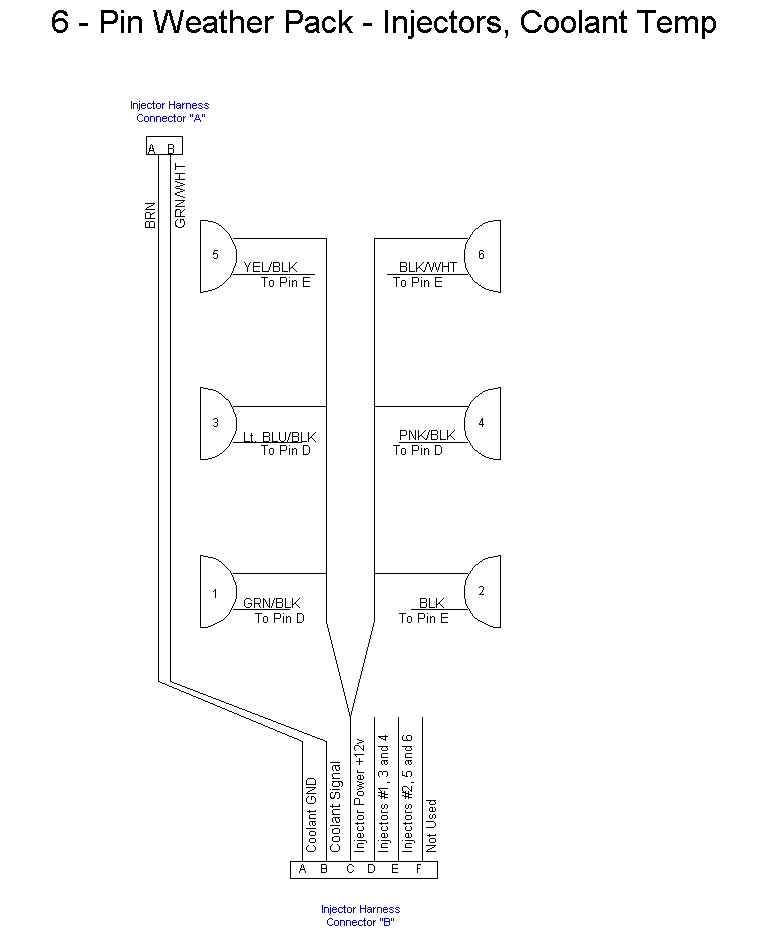 6 - Pin Weather Pack - Injectors, Coolant Temp
Injector Harness
Connector "A"
A B
BRN
GRN/WHT
5
YEL/BLK
To Pin E
BLK/WHT
To Pin E
6
3
Lt. BLU/BLK
To Pin D
PNK/BLK
To Pin D
4
1
GRN/BLK
To Pin D
BLK
To Pin E
2
Coolant GND
Coolant Signal
Injector Power +12v
Injectors #1, 3 and 4
Injectors #2, 5 and 6
Not Used
A B C D E F
Injector Harness
Connector "B"